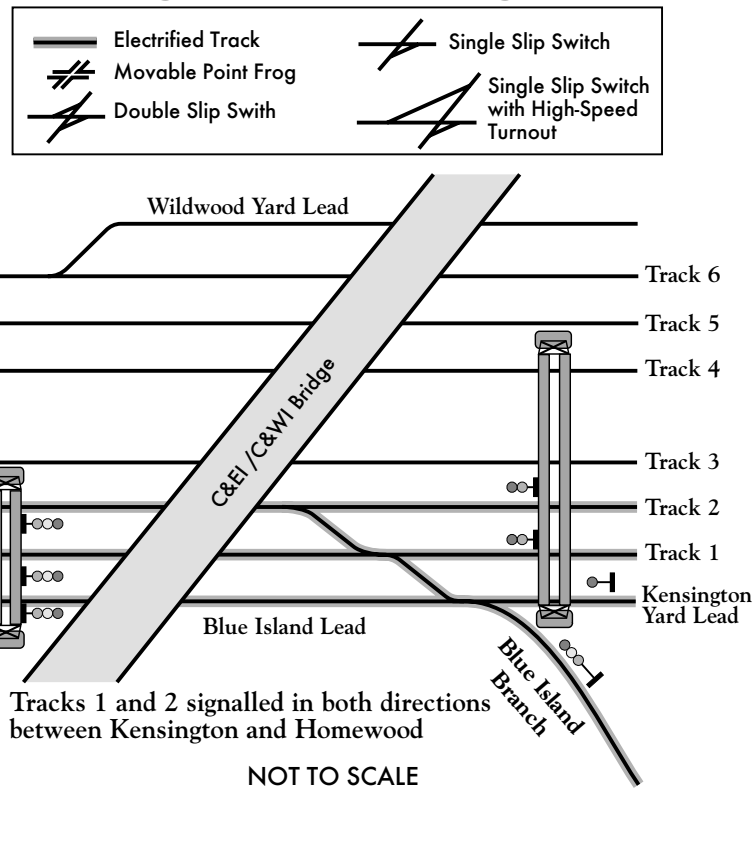 Electrified Track
Movable Point Frog
Double Slip Swith
Single Slip Switch
Single Slip Switch
with High-Speed
Turnout
Wildwood Yard Lead
Track 6
Track 5
Track 4
C&EI /C&WI Bridge
Track 3
Track 2
Track 1
Kensington
Yard Lead
Blue Island Lead
Blue Island
Branch
Tracks 1 and 2 signalled in both directions
between Kensington and Homewood
NOT TO SCALE